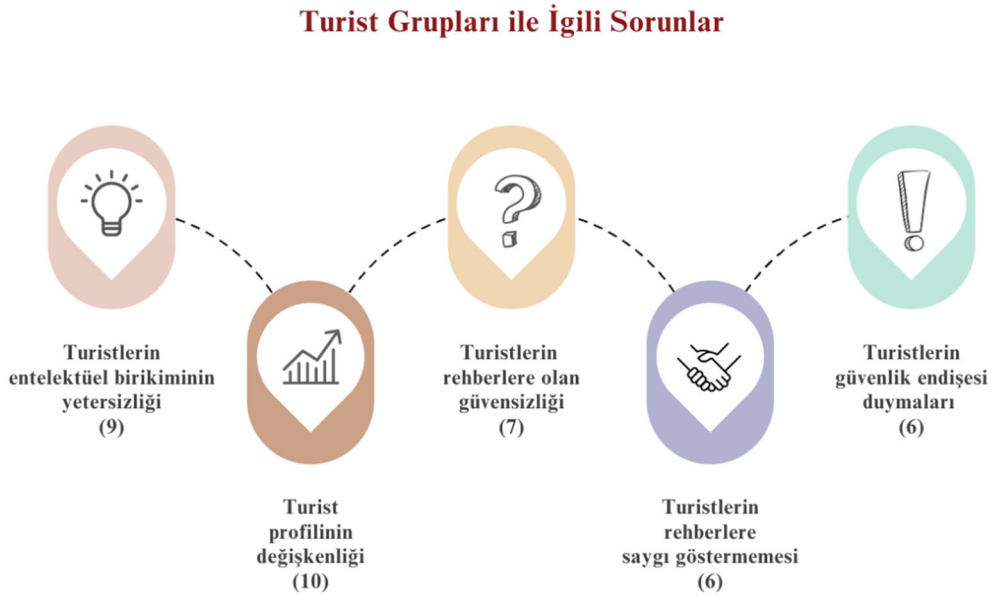 Turist Grupları ile İgili Sorunlar
Turistlerin
entelektüel birikiminin
yetersizliği
(9)
Turist
profilinin
değişkenliği
(10)
Turistlerin
rehberlere olan
güvensizliği
(7)
Turistlerin
rehberlere
saygı göstermemesi
(6)
Turistlerin
güvenlik endişesi
duymaları
(6)